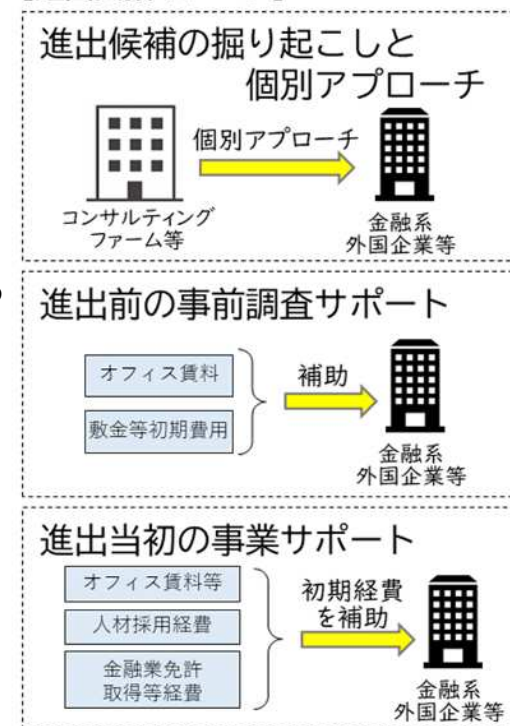 進出候補の掘り起こしと
個別アプローチ
個別アプローチ
コンサルティング
ファーム等
金融系
外国企業等
進出前の事前調査サポート
オフィス賃料
敷金等初期費用
補助
金融系
外国企業等
進出当初の事業サポート
オフィス賃料等
人材採用経費
金融業免許
取得等経費
初期経費
を補助
金融系
外国企業等